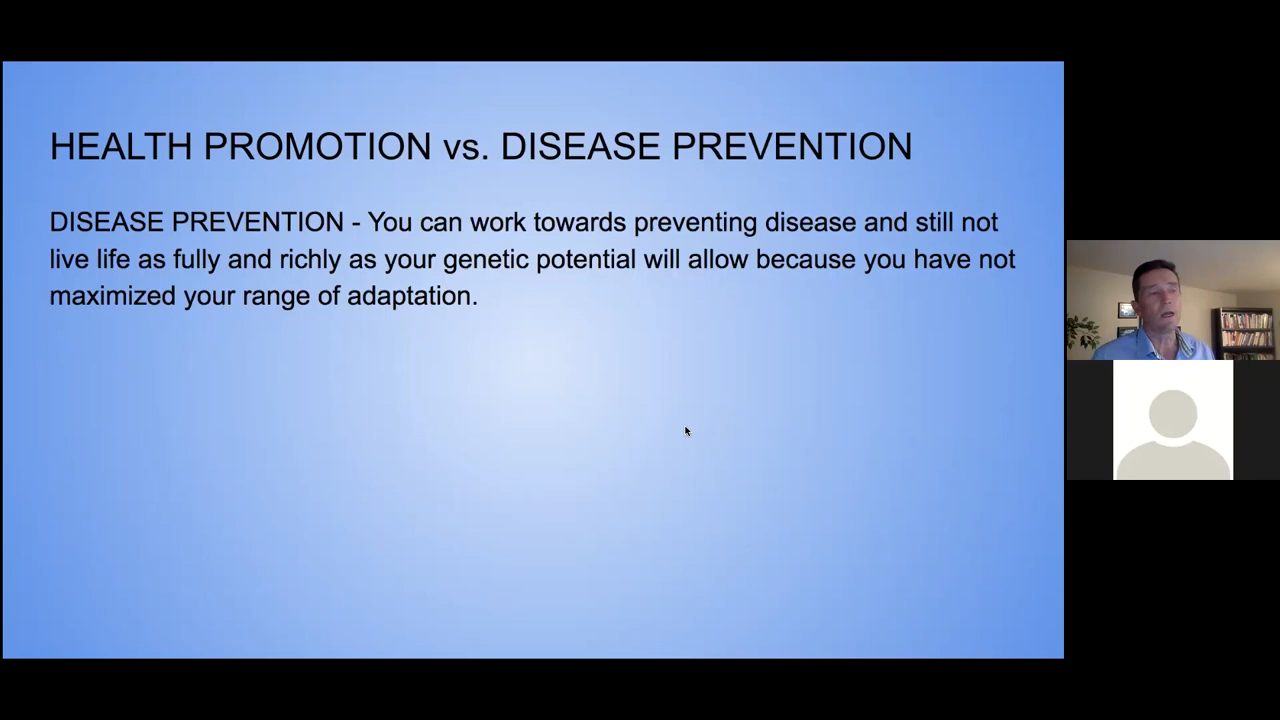 HEALTH PROMOTION vs. DISEASE PREVENTION
DISEASE PREVENTION - You can work towards preventing disease and still not
live life as fully and richly as your genetic potential will allow because you have not
maximized your range of adaptation.